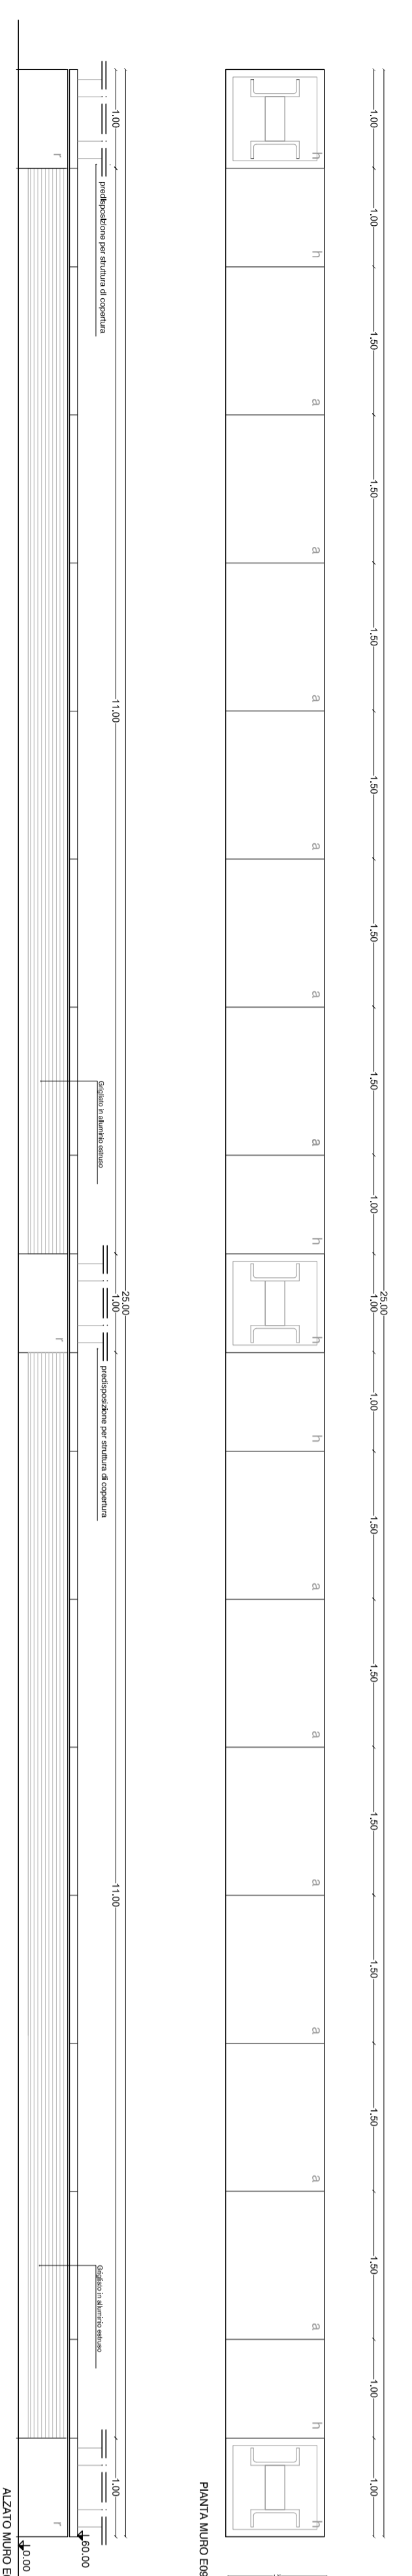 25.00
1.00 1.00 1.50 1.50 1.50 1.50 1.50 1.50 1.00 1.00 1.00 1.50 1.50 1.50 1.50 1.50 1.50 1.00 1.00
h h a a a a a a h h h a a a a a a h h
PIANTA MURO E09
25.00
1.00 11.00 1.00 11.00 1.00
predisposizione per struttura di copertura
predisposizione per struttura di copertura
Grigliato in alluminio estruso
Grigliato in alluminio estruso
60.00
r r r
0.00
ALZATO MURO